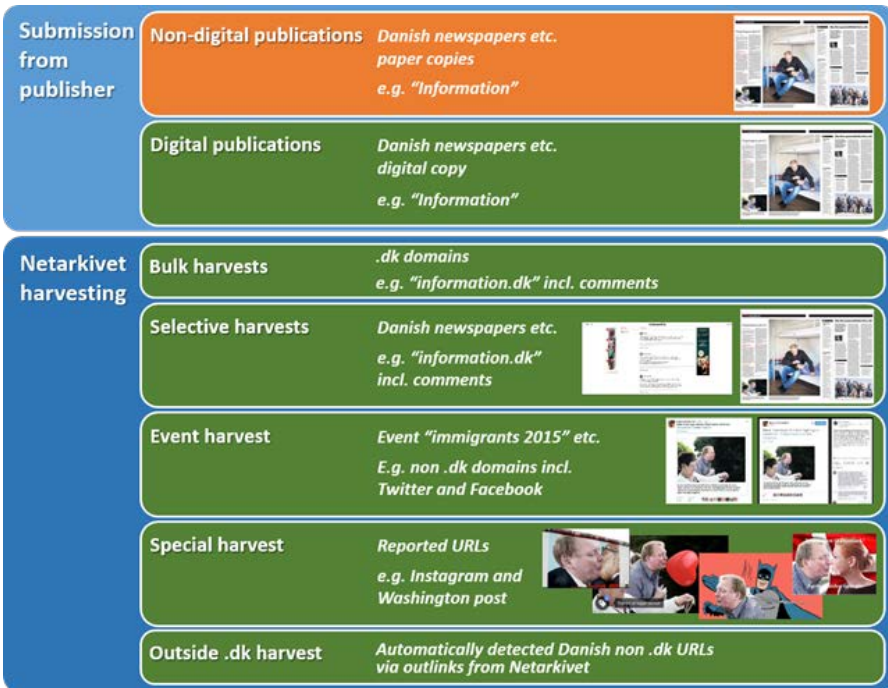 Submission
from
publisher
Non-digital publications
Danish newspapers etc.
paper copies
e.g. “Information”
Digital publications
Danish newspapers etc.
digital copy
e.g. “Information”
Netarkivet
harvesting
Bulk harvests
.dk domains
e.g. “information.dk” incl. comments
Selective harvests
Danish newspapers etc.
e.g. “information.dk”
incl. comments
Event harvest
Event “immigrants 2015” etc.
E.g. non .dk domains incl.
Twitter and Facebook
Special harvest
Reported URLs
e.g. Instagram and
Washington post
Outside .dk harvest
Automatically detected Danish non .dk URLs
via outlinks from Netarkivet